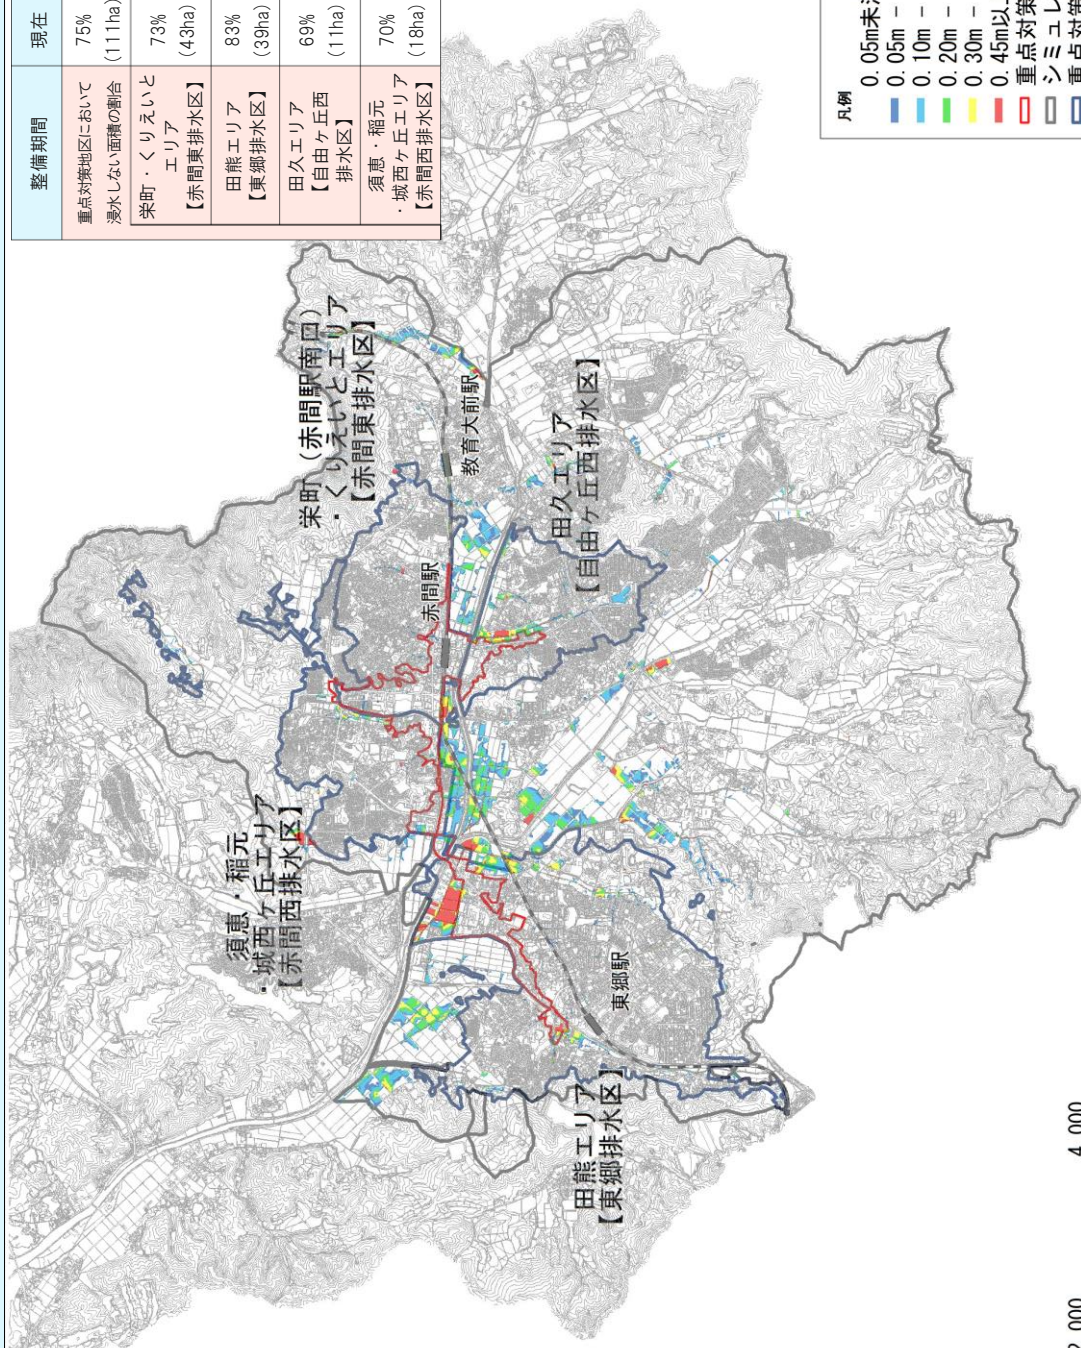 整備期間
現在
重点対策地区において
浸水しない面積の割合
75%
(111ha)
栄町・くりえいと
エリア
【赤間東排水区】
73%
(43ha)
田熊エリア
【東郷排水区】
83%
(39ha)
田久エリア
【自由ヶ丘西
排水区】
69%
(11ha)
須恵・稲元
・城西ヶ丘エリア
【赤間西排水区】
70%
(18ha)
栄町(赤間駅南口)
・くりえいとエリア
【赤間東排水区】
教育大前駅
田久エリア
【自由ヶ丘西排水区】
赤間駅
須恵・稲元
・城西ヶ丘エリア
【赤間西排水区】
東郷駅
田熊エリア
【東郷排水区】
凡例
0.05m未満
0.05m -
0.10m -
0.20m -
0.30m -
0.45m以上
重点対策
シミュレ
重点対策
2,000
4,000